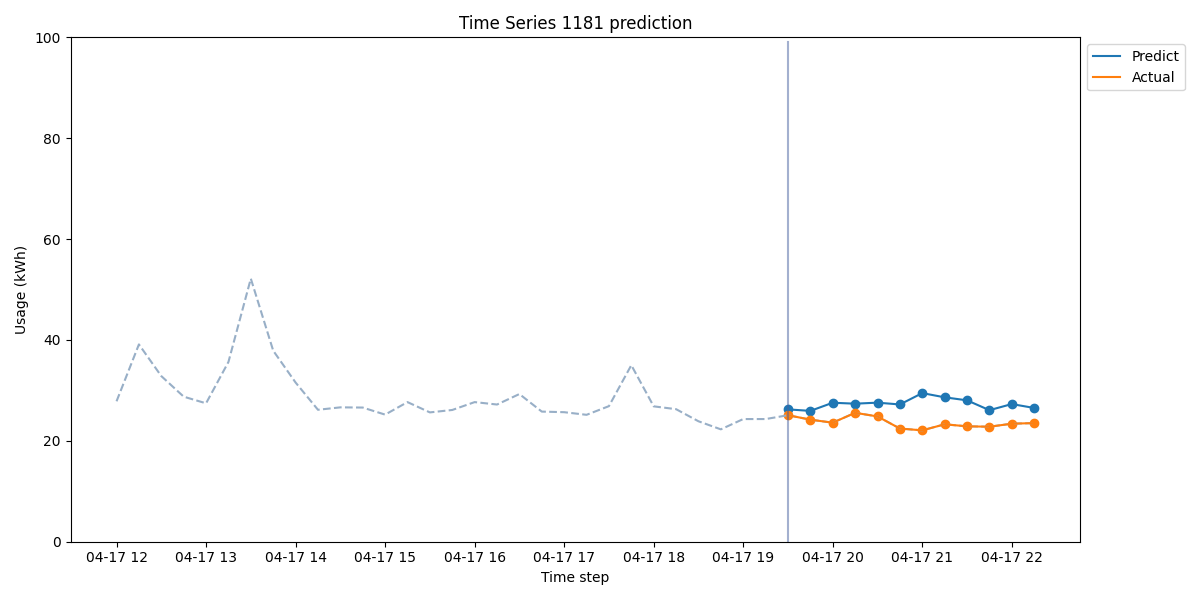 Time Series 1181 prediction
Predict
Actual
Usage (kWh)
100
80
60
40
20
0
04-17 12 04-17 13 04-17 14 04-17 15 04-17 16 04-17 17 04-17 18 04-17 19 04-17 20 04-17 21 04-17 22
Time step